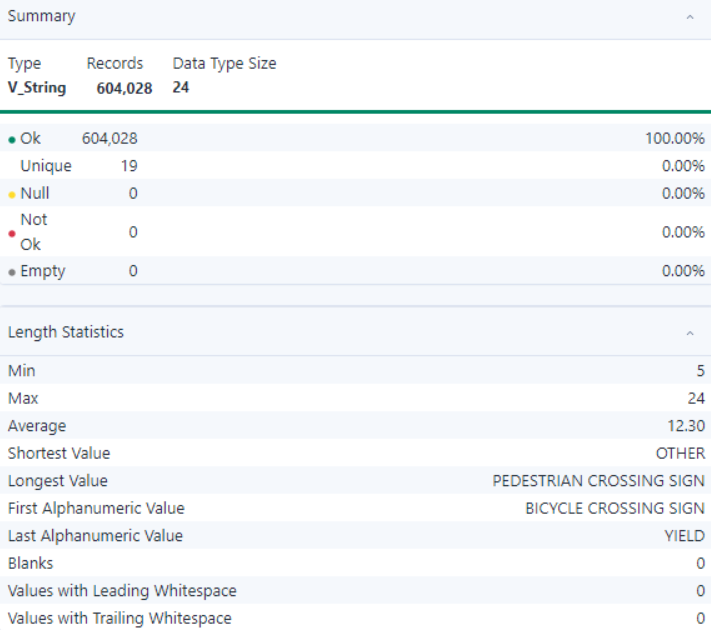 Summary
Type Records Data Type Size
V_String 604,028 24
Ok 604,028 100.00%
Unique 19 0.00%
Null 0 0.00%
Not Ok 0 0.00%
Empty 0 0.00%
Length Statistics
Min 5
Max 24
Average 12.30
Shortest Value OTHER
Longest Value PEDESTRIAN CROSSING SIGN
First Alphanumeric Value BICYCLE CROSSING SIGN
Last Alphanumeric Value YIELD
Blanks 0
Values with Leading Whitespace 0
Values with Trailing Whitespace 0